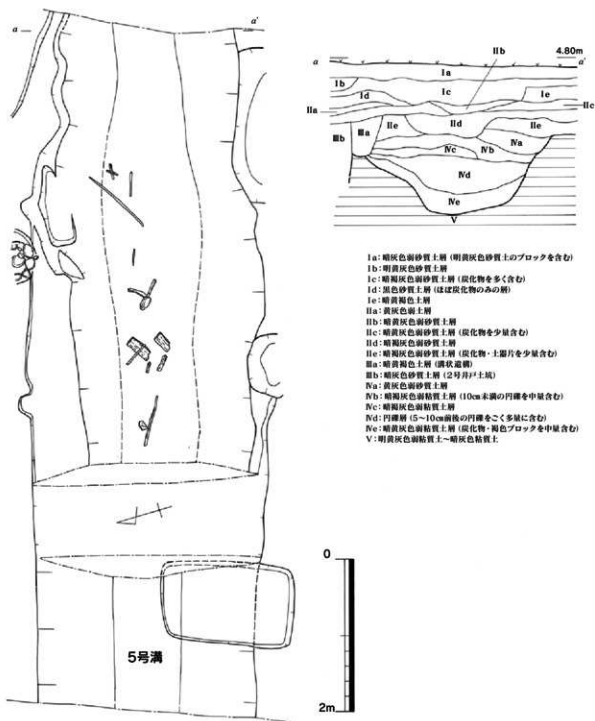 a
a'
a
a'
4.80m
Ⅱb
Ⅰa
Ⅰb
Ⅰc
Ⅰd
Ⅰe
Ⅱa
Ⅱc
Ⅱd
Ⅱe
Ⅱe
Ⅲb
Ⅲa
Ⅳc
Ⅳb
Ⅳa
Ⅳd
Ⅳe
Ⅴ
Ⅰa:暗灰色弱砂質土層(明黄灰色砂質土のブロックを含む)
Ⅰb:明黄灰色砂質土層
Ⅰc:暗褐灰色弱砂質土層(炭化物を多く含む)
Ⅰd:黒色砂質土層(ほぼ炭化物のみの層)
Ⅰe:暗黄褐色土層
Ⅱa:黄灰色弱土層
Ⅱb:暗黄灰色砂質土層
Ⅱc:暗黄灰色弱砂質土層(炭化物を少量含む)
Ⅱd:暗褐灰色弱砂質土層
Ⅱe:暗黄灰色弱砂質土層(炭化物・土器片を少量含む)
Ⅲa:暗黄褐色土層(溝状遺構)
Ⅲb:暗灰色砂質土層(2号井戸土坑)
Ⅳa:黄灰色弱砂質土層
Ⅳb:暗褐灰色弱粘質土層(10cm未満の円礫を中量含む)
Ⅳc:暗褐灰色弱粘質土層
Ⅳd:円礫層(5〜10cm前後の円礫をごく多量に含む)
Ⅳe:暗黄灰色弱粘質土層(炭化物・褐色ブロックを中量含む)
Ⅴ:明黄灰色弱粘質土〜暗灰色粘質土
5号溝
0
2m